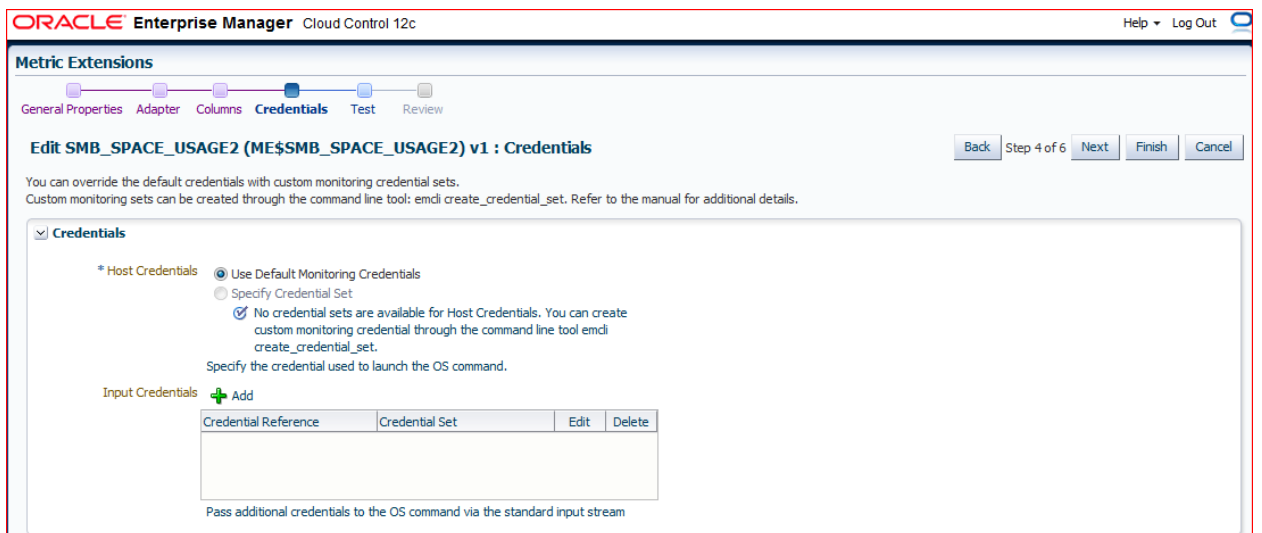 ORACLE Enterprise Manager Cloud Control 12c Help Log Out
Metric Extensions
General Properties Adapter Columns Credentials Test Review
Edit SMB_SPACE_USAGE2 (ME$SMB_SPACE_USAGE2) v1 : Credentials Back Step 4 of 6 Next Finish Cancel
You can override the default credentials with custom monitoring credential sets.
Custom monitoring sets can be created through the command line tool: emcli create_credential_set. Refer to the manual for additional details.
Credentials
* Host Credentials Use Default Monitoring Credentials
Specify Credential Set
No credential sets are available for Host Credentials. You can create
custom monitoring credential through the command line tool emcli
create_credential_set.
Specify the credential used to launch the OS command.
Input Credentials Add
Credential Reference Credential Set Edit Delete
Pass additional credentials to the OS command via the standard input stream